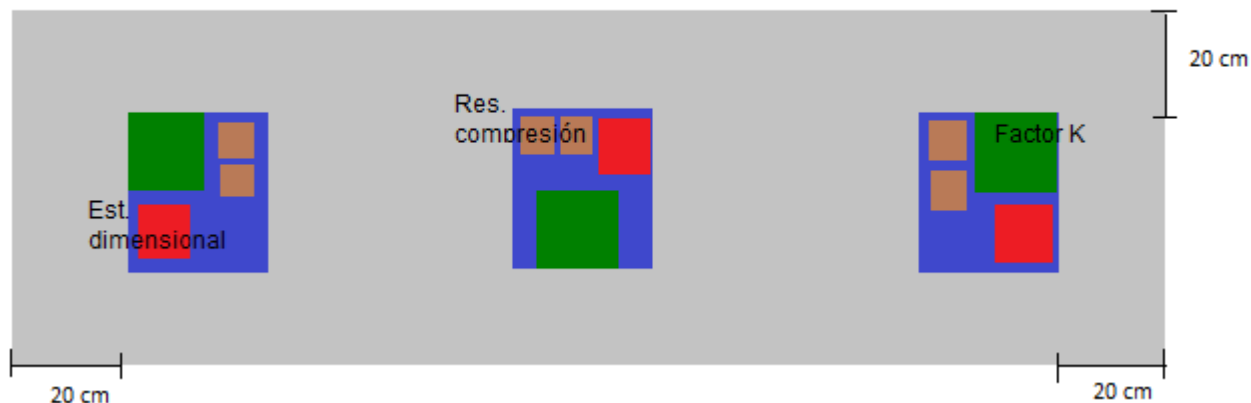 20 cm
Res.
compresión
Factor K
Est.
dimensional
20 cm
20 cm